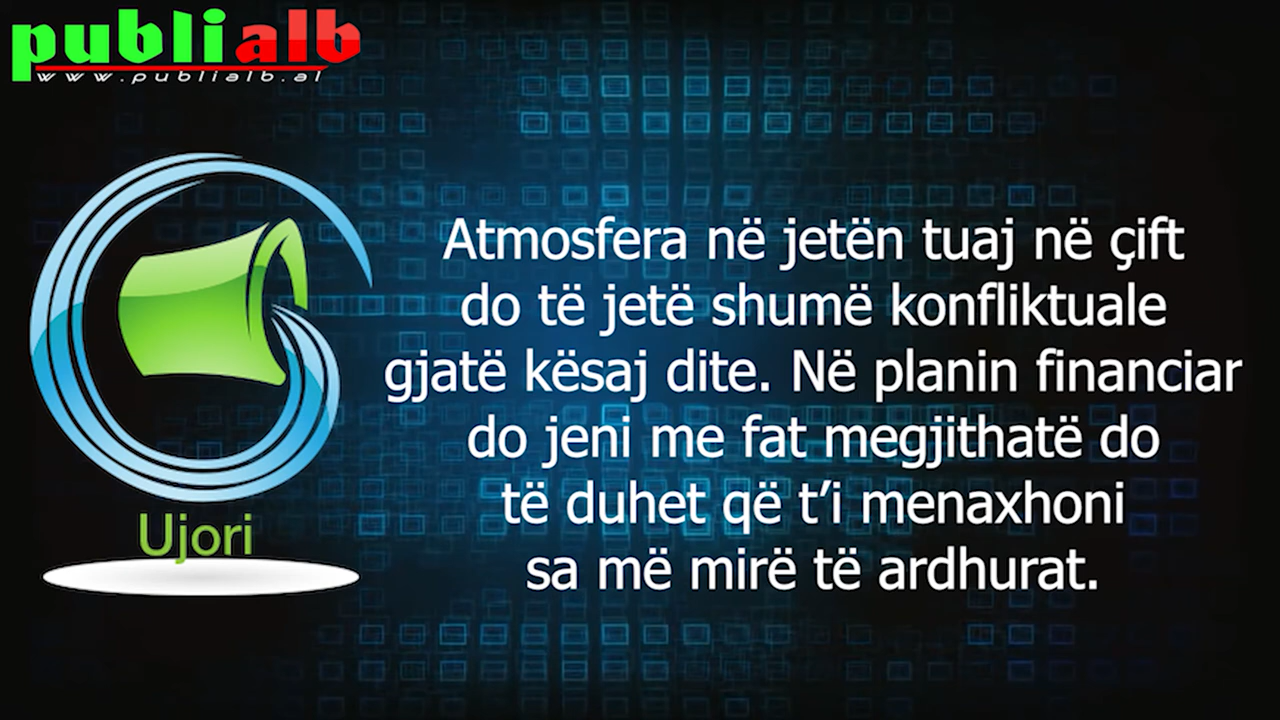 publialb
www.publialb.al
Atmosfera në jetën tuaj në çift
do të jetë shumë konfliktuale
gjatë kësaj dite. Në planin financiar
do jeni me fat megjithatë do
të duhet që t’i menaxhoni
sa më mirë të ardhurat.
Ujori